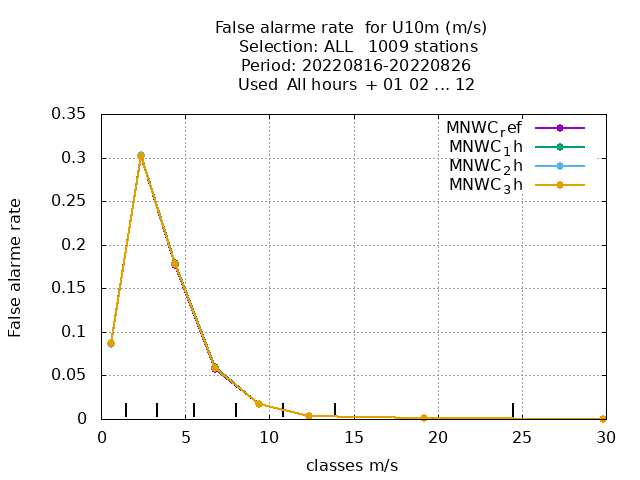 False alarme rate  for U10m (m/s)
Selection: ALL   1009 stations
Period: 20220816-20220826
Used  All hours  + 01 02 ... 12
0.35
0.3
0.25
0.2
0.15
0.1
0.05
0
False alarme rate
MNWC_ref
MNWC_1h
MNWC_2h
MNWC_3h
0 5 10 15 20 25 30
classes m/s